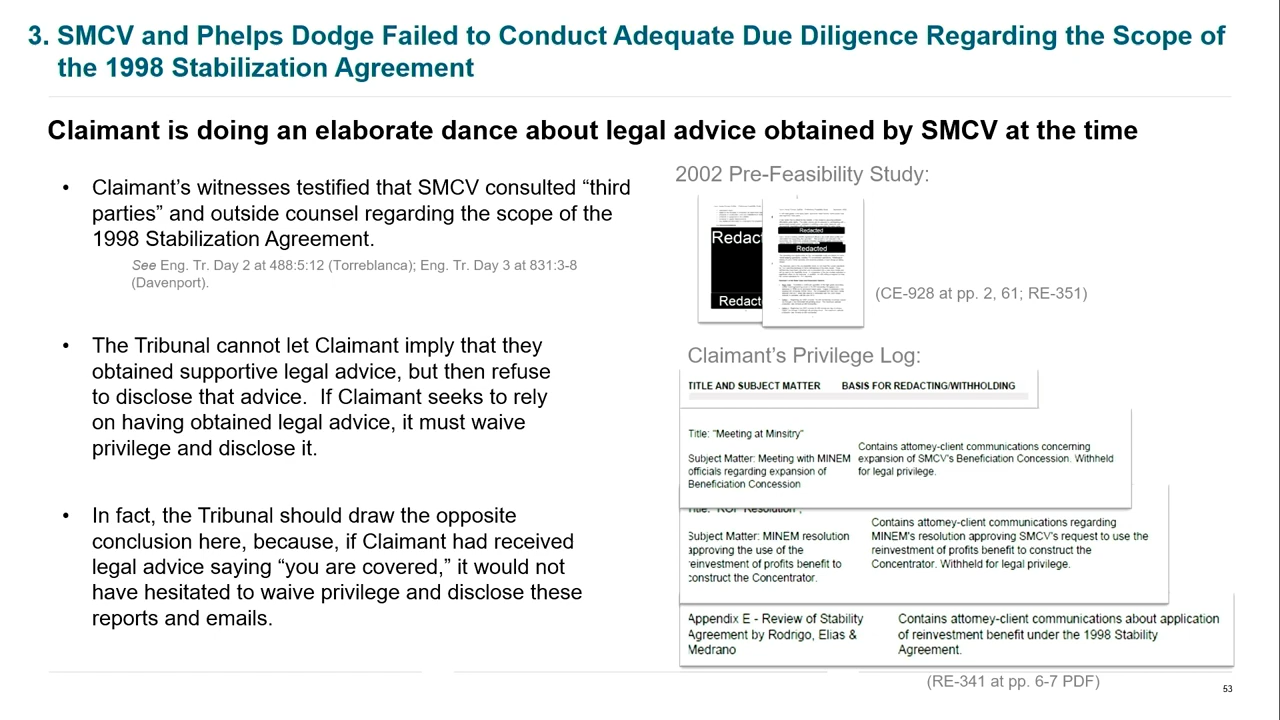 3. SMCV and Phelps Dodge Failed to Conduct Adequate Due Diligence Regarding the Scope of
the 1998 Stabilization Agreement
Claimant is doing an elaborate dance about legal advice obtained by SMCV at the time
• Claimant's witnesses testified that SMCV consulted “third
parties” and outside counsel regarding the scope of the
1998 Stabilization Agreement.
See Eng. Tr. Day 2 at 488:5:12 (Torreblanca); Eng. Tr. Day 3 at 831:3-8
(Davenport).
• The Tribunal cannot let Claimant imply that they
obtained supportive legal advice, but then refuse
to disclose that advice. If Claimant seeks to rely
on having obtained legal advice, it must waive
privilege and disclose it.
• In fact, the Tribunal should draw the opposite
conclusion here, because, if Claimant had received
legal advice saying “you are covered,” it would not
have hesitated to waive privilege and disclose these
reports and emails.
2002 Pre-Feasibility Study:
Redac
Redact
Redacted
Redacted
(CE-928 at pp. 2, 61; RE-351)
Claimant's Privilege Log:
TITLE AND SUBJECT MATTER BASIS FOR REDACTING/WITHHOLDING
Title: "Meeting at Minsitry"
Subject Matter: Meeting with MINEM
officials regarding expansion of
Beneficiation Concession
Contains attorney-client communications concerning
expansion of SMCV's Beneficiation Concession. Withheld
for legal privilege.
Subject Matter: MINEM resolution
approving the use of the
reinvestment of profits benefit to
construct the Concentrator.
Contains attorney-client communications regarding
MINEM's resolution approving SMCV's request to use the
reinvestment of profits benefit to construct the
Concentrator. Withheld for legal privilege.
Appendix E - Review of Stability
Agreement by Rodrigo, Elias &
Medrano
Contains attorney-client communications about application
of reinvestment benefit under the 1998 Stability
Agreement.
(RE-341 at pp. 6-7 PDF)
53